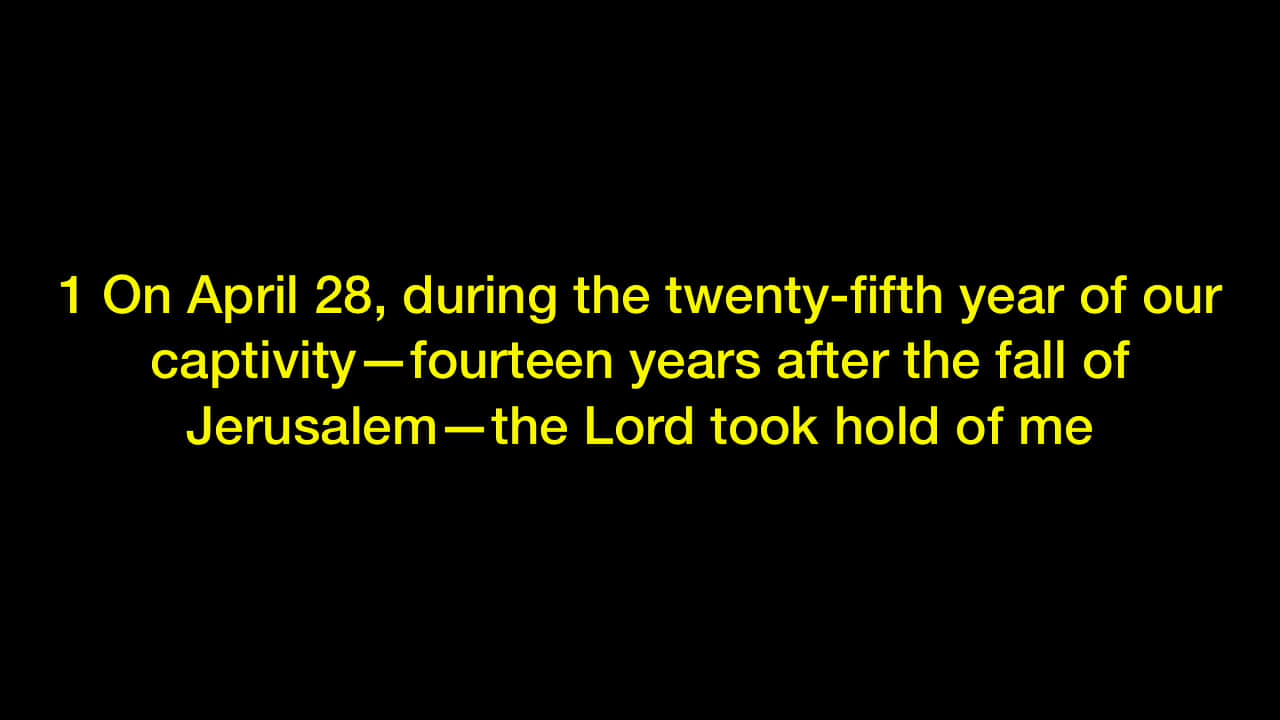 1 On April 28, during the twenty-fifth year of our
captivity—fourteen years after the fall of
Jerusalem—the Lord took hold of me